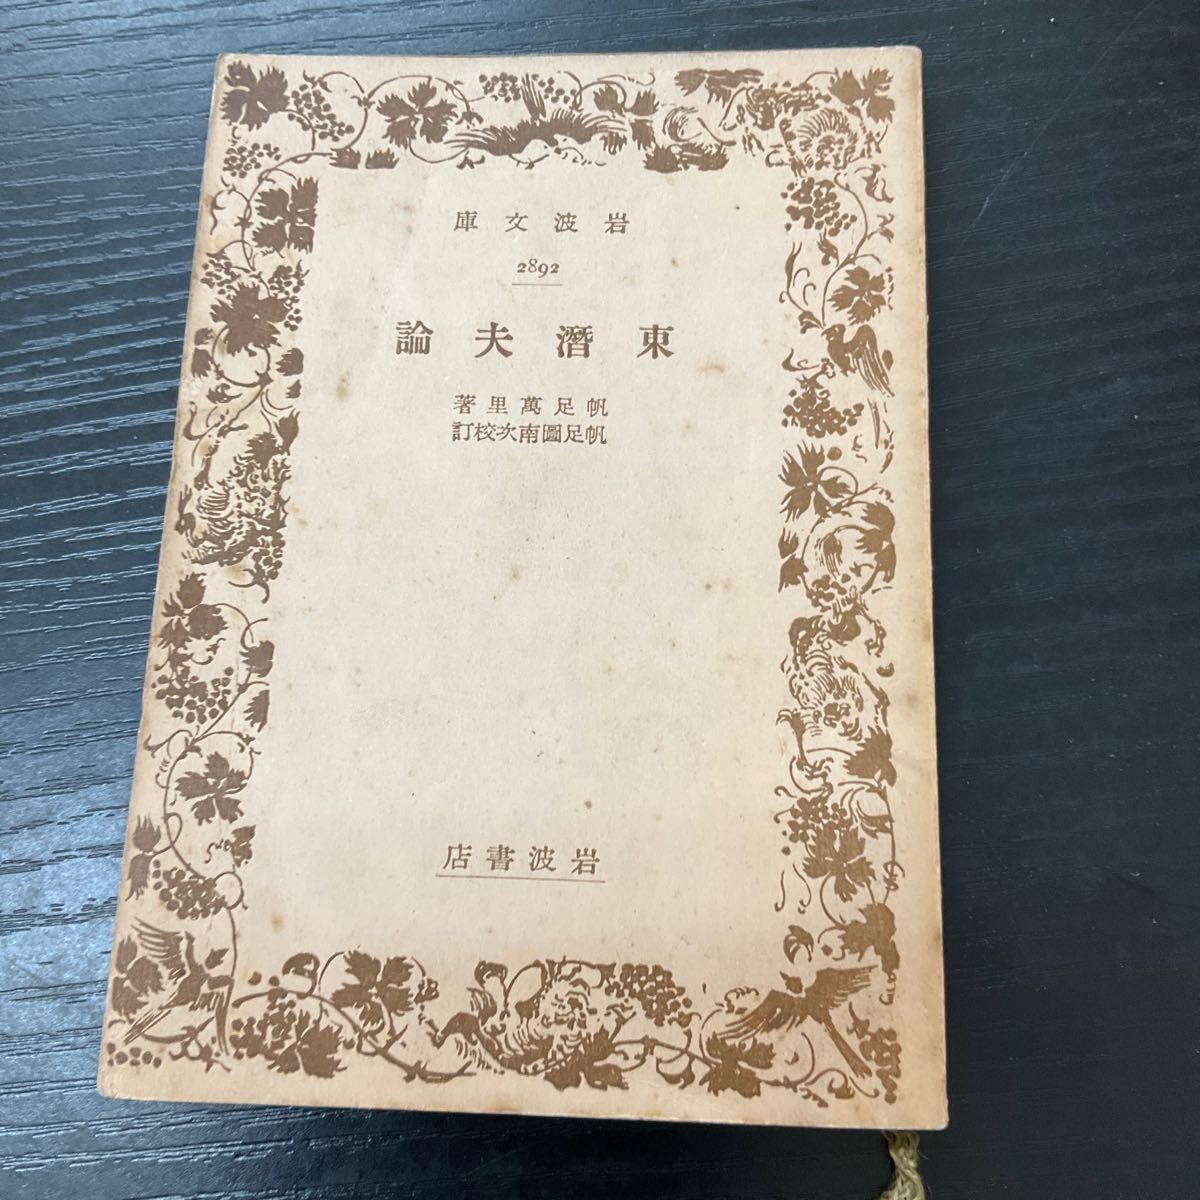 岩波文庫
2892
東潛夫論
帆足萬里著
帆足圖南次校訂
岩波書店